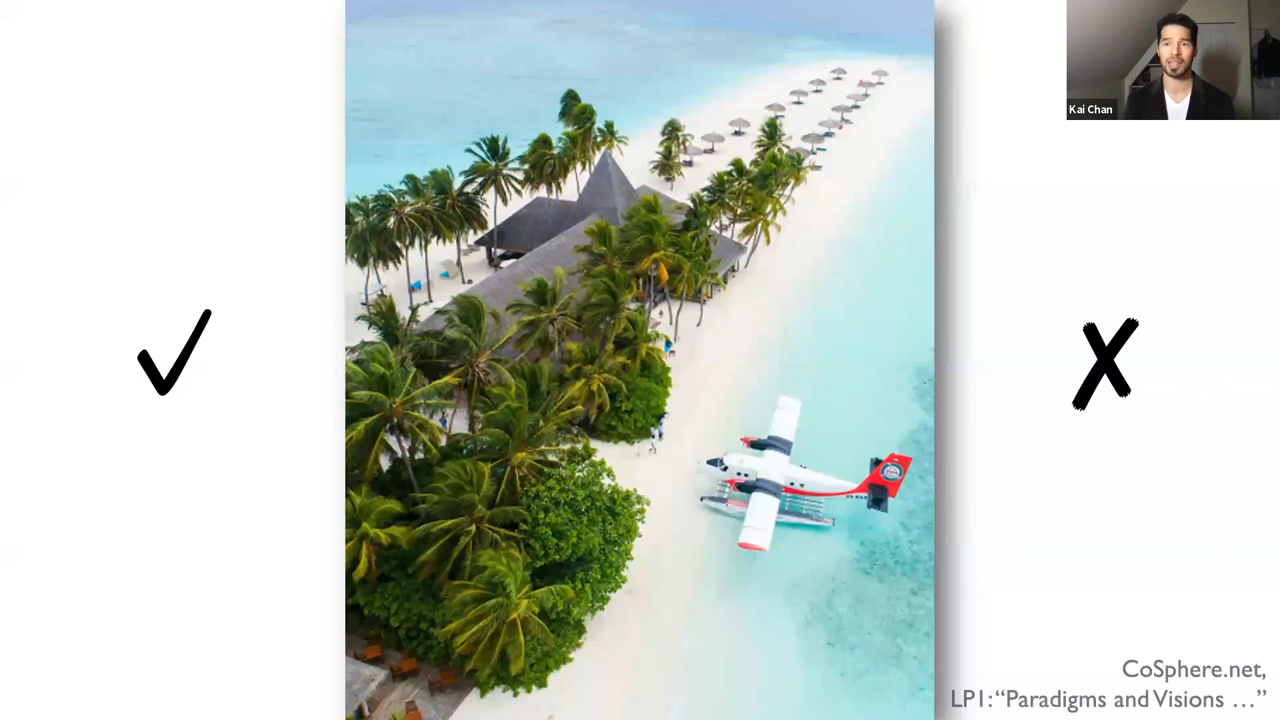 Kai Chan
CoSphere.net,
LP1:“Paradigms and Visions …”